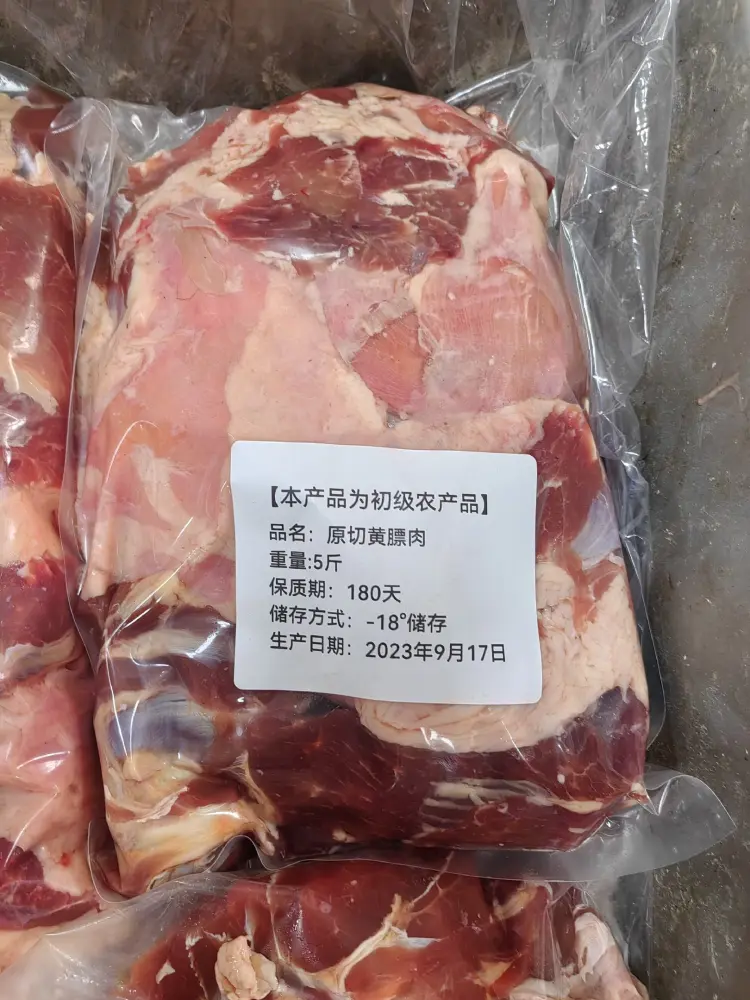 【本产品为初级农产品】
品名：原切黄膘肉
重量:5斤
保质期：180天
储存方式：-18°储存
生产日期：2023年9月17日